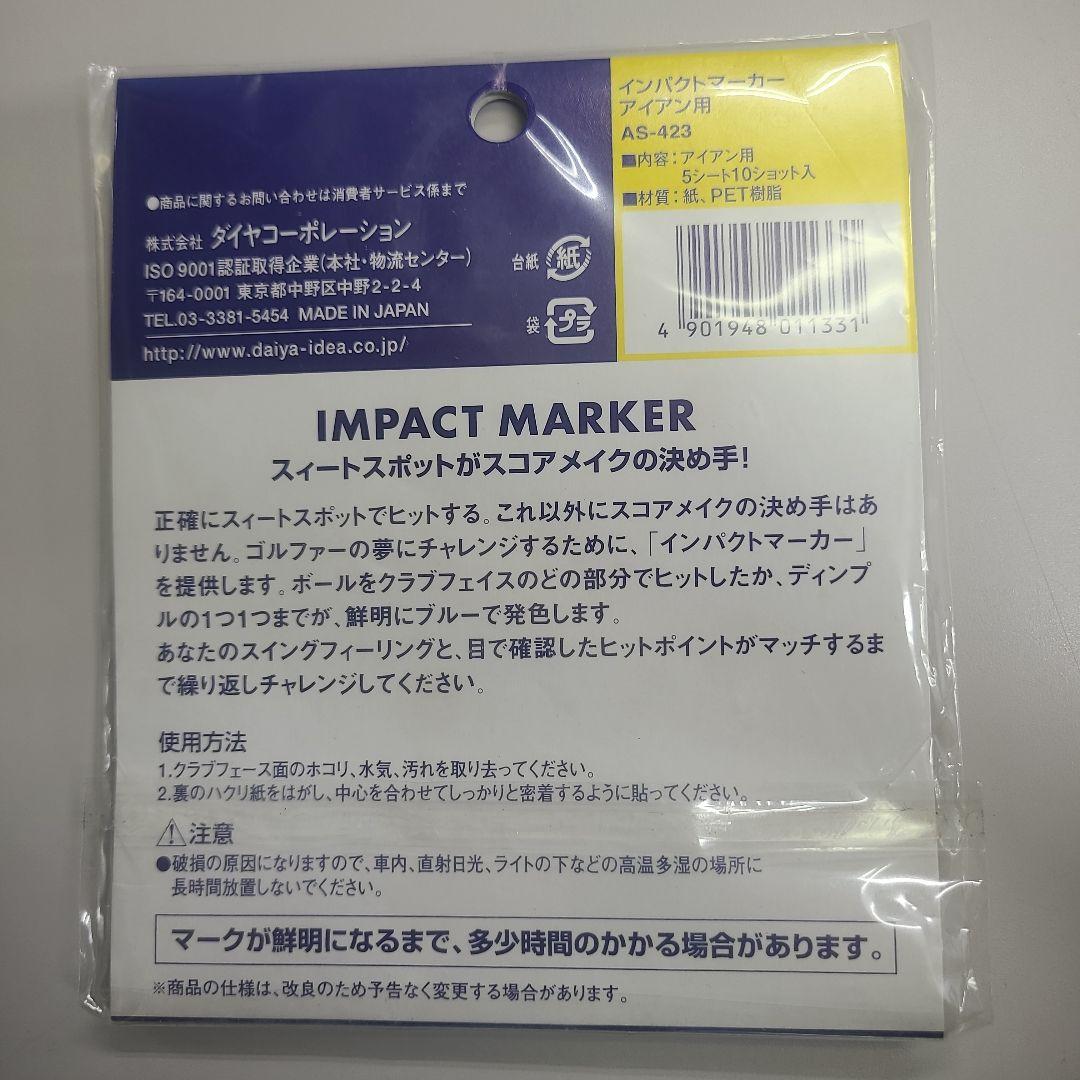 インパクトマーカー
アイアン用
AS-423
■内容：アイアン用
5シート10ショット入
■材質：紙、PET樹脂
4 901948 011331
●商品に関するお問い合わせは消費者サービス係まで
株式会社 ダイヤコーポレーション
ISO 9001認証取得企業(本社・物流センター)
〒164-0001 東京都中野区中野2-2-4
TEL.03-3381-5454 MADE IN JAPAN
http://www.daiya-idea.co.jp/
台紙 紙
袋 プラ
IMPACT MARKER
スィートスポットがスコアメイクの決め手!
正確にスィートスポットでヒットする。これ以外にスコアメイクの決め手はあ
りません。ゴルファーの夢にチャレンジするために、「インパクトマーカー」
を提供します。ボールをクラブフェイスのどの部分でヒットしたか、ディンプ
ルの1つ1つまでが、鮮明にブルーで発色します。
あなたのスイングフィーリングと、目で確認したヒットポイントがマッチするま
で繰り返しチャレンジしてください。
使用方法
1.クラブフェース面のホコリ、水気、汚れを取り去ってください。
2.裏のハクリ紙をはがし、中心を合わせてしっかりと密着するように貼ってください。
⚠注意
●破損の原因になりますので、車内、直射日光、ライトの下などの高温多湿の場所に
長時間放置しないでください。
マークが鮮明になるまで、多少時間のかかる場合があります。
※商品の仕様は、改良のため予告なく変更する場合があります。